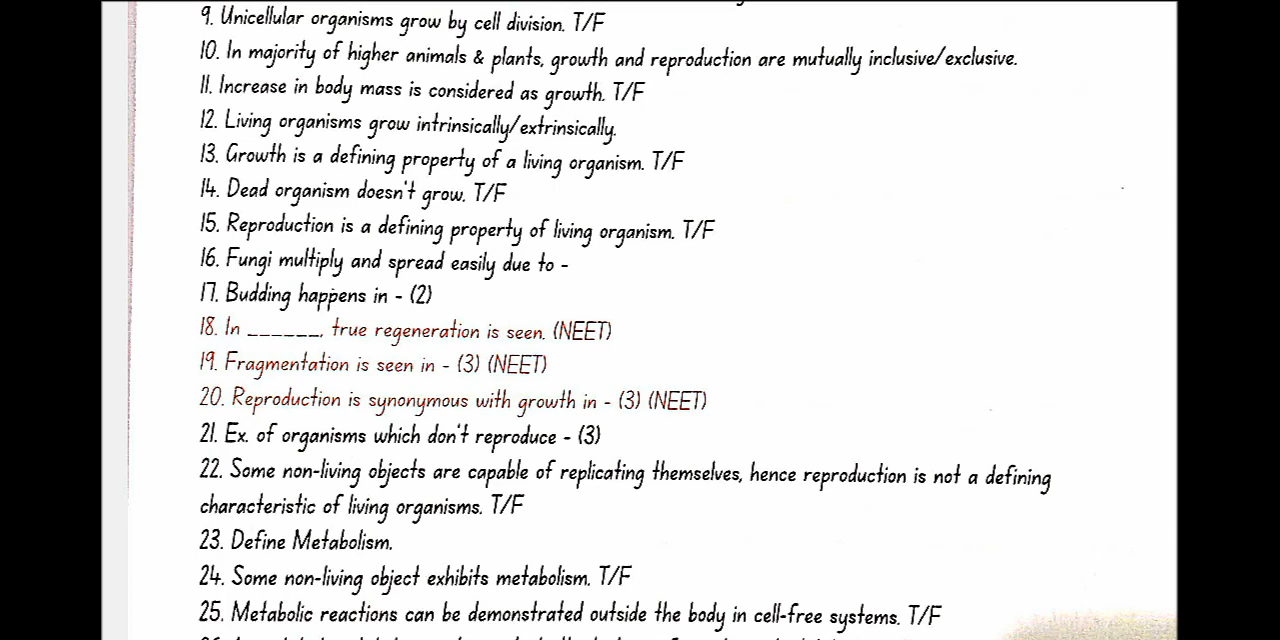 9. Unicellular organisms grow by cell division. T/F
10. In majority of higher animals & plants, growth and reproduction are mutually inclusive/exclusive.
11. Increase in body mass is considered as growth. T/F
12. Living organisms grow intrinsically/extrinsically.
13. Growth is a defining property of a living organism. T/F
14. Dead organism doesn't grow. T/F
15. Reproduction is a defining property of living organism. T/F
16. Fungi multiply and spread easily due to -
17. Budding happens in - (2)
18. In ______, true regeneration is seen. (NEET)
19. Fragmentation is seen in - (3) (NEET)
20. Reproduction is synonymous with growth in - (3) (NEET)
21. Ex. of organisms which don't reproduce - (3)
22. Some non-living objects are capable of replicating themselves, hence reproduction is not a defining
characteristic of living organisms. T/F
23. Define Metabolism.
24. Some non-living object exhibits metabolism. T/F
25. Metabolic reactions can be demonstrated outside the body in cell-free systems. T/F